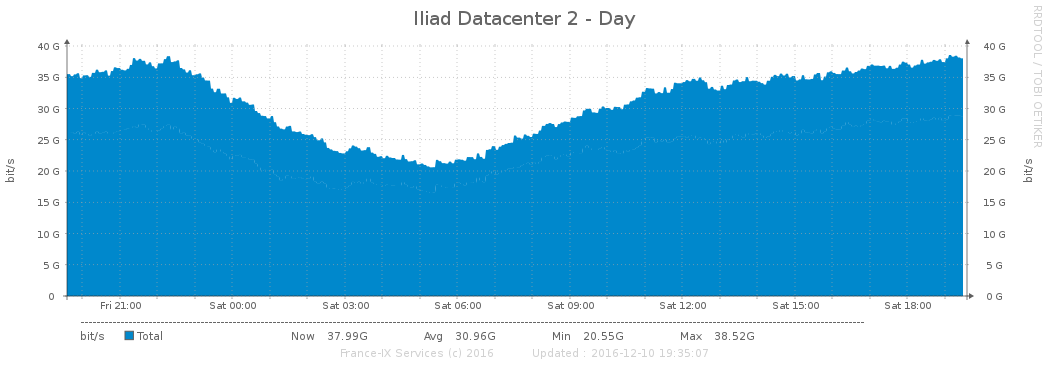 Iliad Datacenter 2 - Day
RRDTOOL / TOBI OETIKER
40 G 40 G
35 G 35 G
30 G 30 G
25 G 25 G
20 G 20 G
15 G 15 G
10 G 10 G
5 G 5 G
0 0 G
bit/s bit/s
Fri 21:00 Sat 00:00 Sat 03:00 Sat 06:00 Sat 09:00 Sat 12:00 Sat 15:00 Sat 18:00
bit/s Total Now 37.99G Avg 30.96G Min 20.55G Max 38.52G
France-IX Services (c) 2016 Updated : 2016-12-10 19:35:07